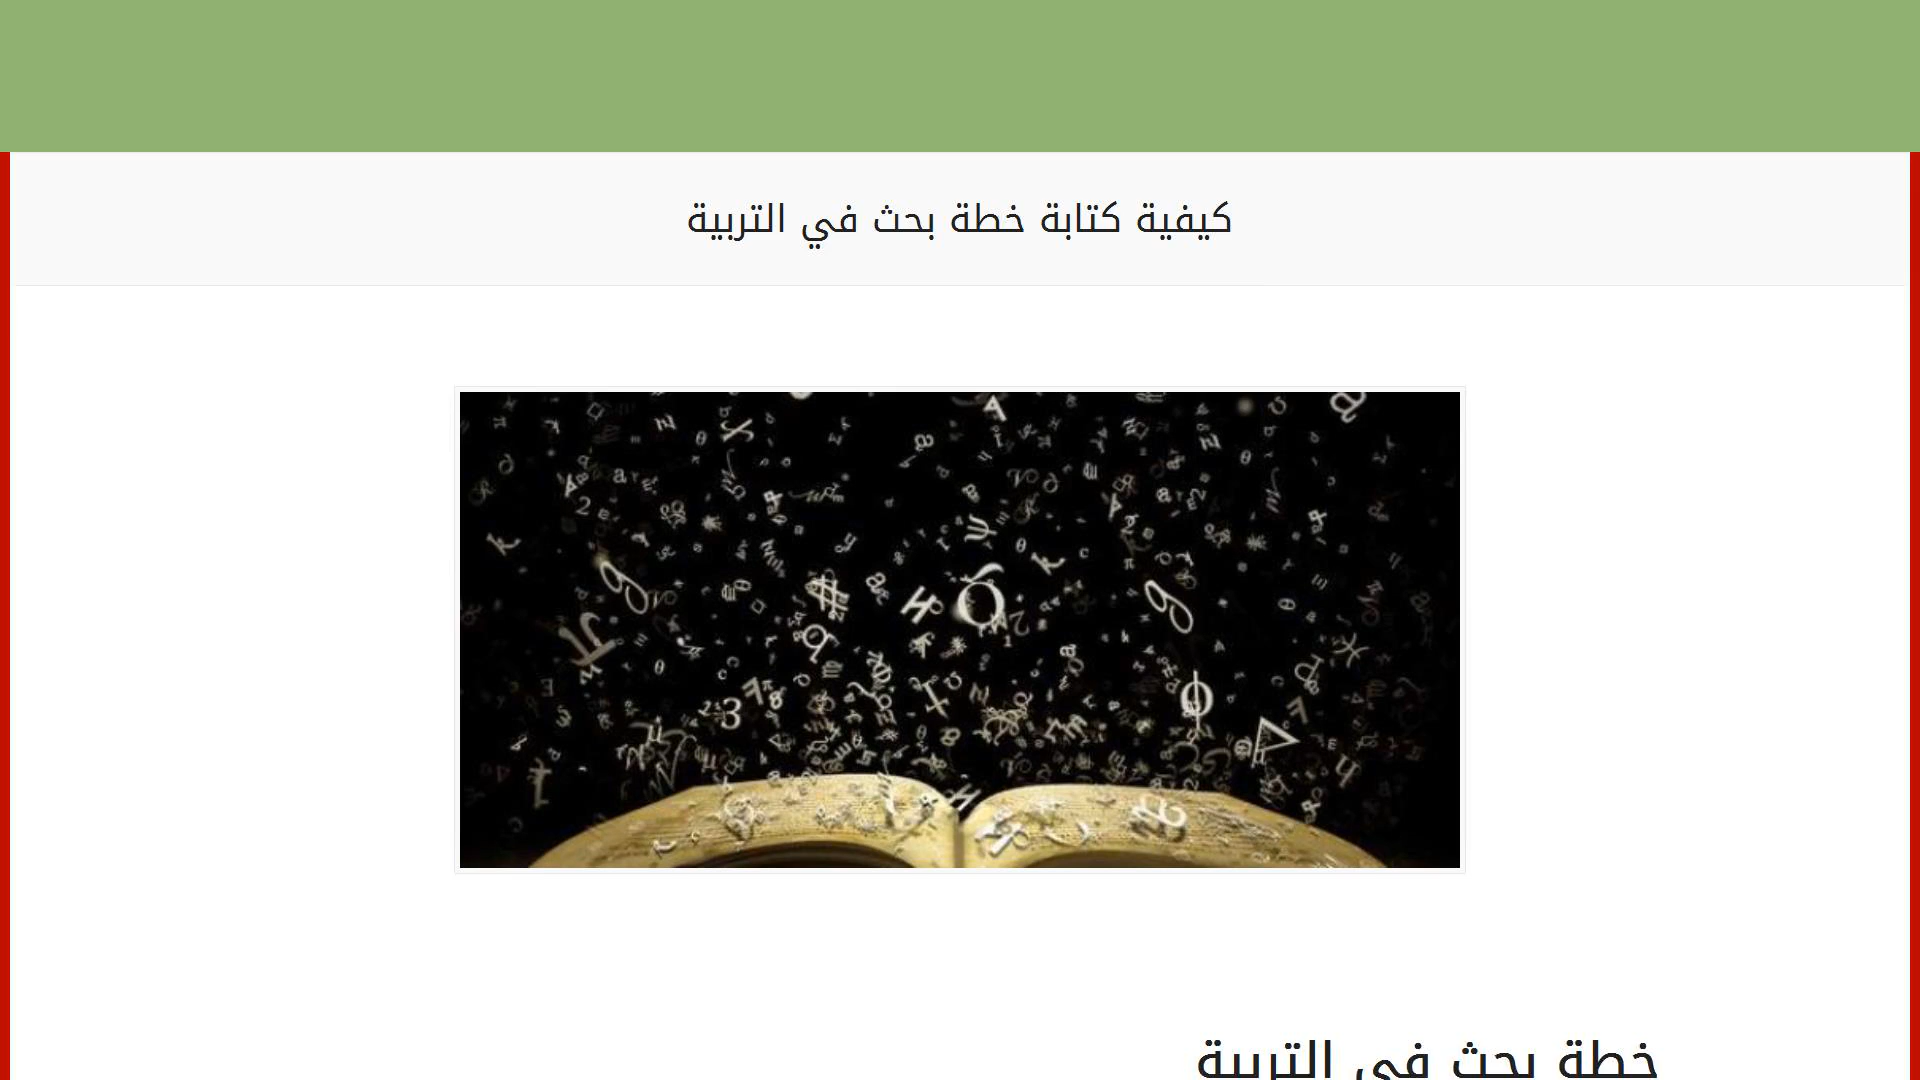 كيفية كتابة خطة بحث في التربية
خطة بحث في التربية